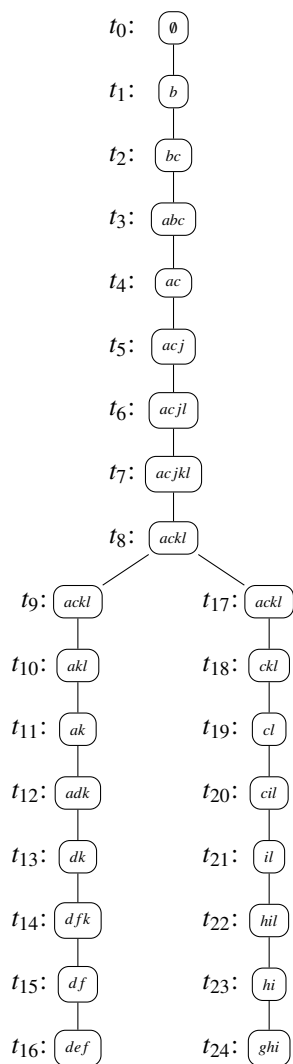 t0: ∅
t1: b
t2: bc
t3: abc
t4: ac
t5: acj
t6: acjl
t7: acjkl
t8: ackl
t9: ackl t17: ackl
t10: akl t18: ckl
t11: ak t19: cl
t12: adk t20: cil
t13: dk t21: il
t14: dfk t22: hil
t15: df t23: hi
t16: def t24: ghi